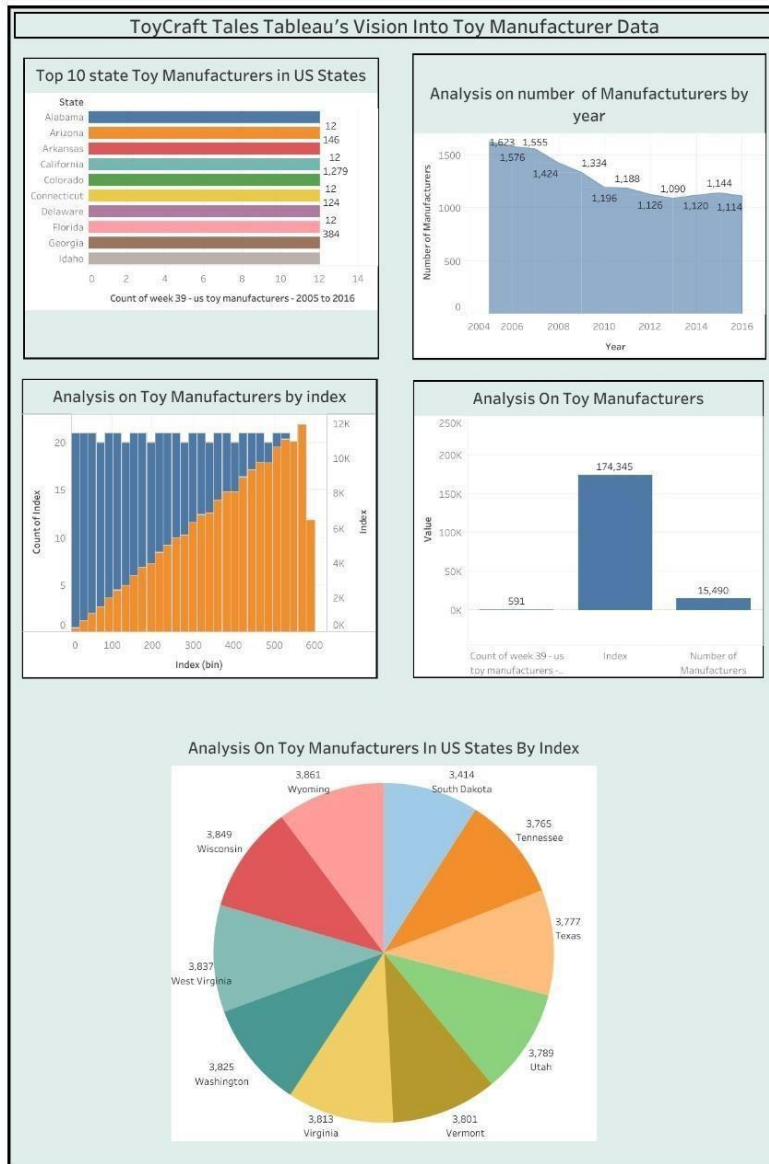 ToyCraft Tales Tableau's Vision Into Toy Manufacturer Data
Top 10 state Toy Manufacturers in US States
State
Alabama
12
Arizona
146
Arkansas
12
California
1,279
Colorado
12
Connecticut
124
Delaware
12
Florida
384
Georgia
Idaho
0 2 4 6 8 10 12 14
Count of week 39 - us toy manufacturers - 2005 to 2016
Analysis on number of Manufactuturers by
year
Number of Manufacturers
1500
1000
500
0
1,623 1,555
1,576
1,424
1,334
1,196
1,188
1,126
1,090
1,120
1,144
1,114
2004 2006 2008 2010 2012 2014 2016
Year
Analysis on Toy Manufacturers by index
Count of Index
20
15
10
5
0
12K
10K
8K
6K
4K
2K
0K
Index
0 100 200 300 400 500 600
Index (bin)
Analysis On Toy Manufacturers
Value
250K
200K
150K
100K
50K
0K
591
174,345
15,490
Count of week 39 - us
toy manufacturers -..
Index
Number of
Manufacturers
Analysis On Toy Manufacturers In US States By Index
3,861
Wyoming
3,414
South Dakota
3,849
Wisconsin
3,765
Tennessee
3,837
West Virginia
3,777
Texas
3,825
Washington
3,789
Utah
3,813
Virginia
3,801
Vermont